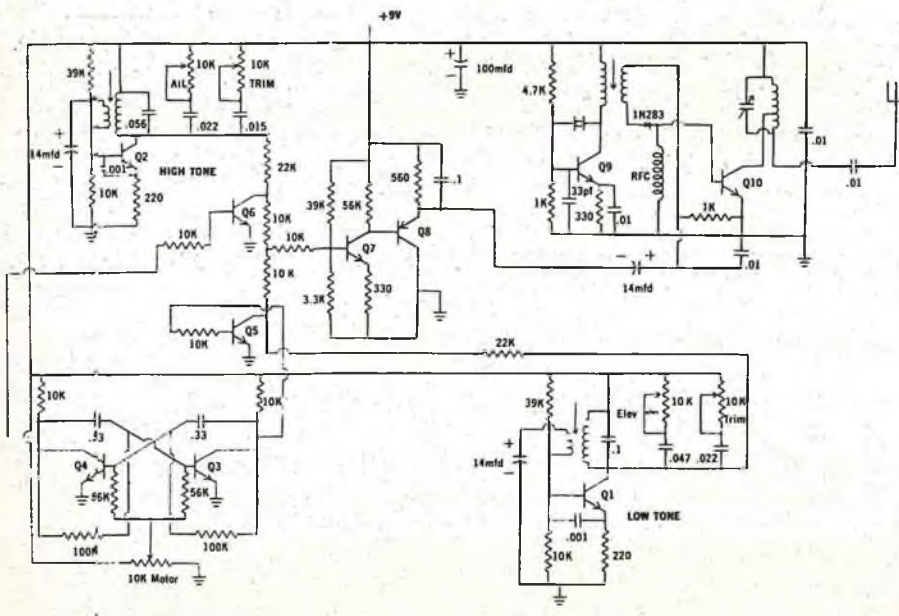 +9V
39K
10K
AiL
10K
TRIM
.056
.022
.015
14mfd
Q2
.001
HIGH TONE
10K
220
22K
Q6
10K
10K
10K
10K
39K
56K
560
.1
Q7
Q8
3.3K
330
Q5
10K
100mfd
4.7K
1N283
Q9
33pf
1K
330
.01
RFC
Q10
1K
.01
.01
.01
14mfd
22K
10K
10K
.33
.33
Q4
Q3
56K
56K
100K
100K
10K Motor
39K
Elev
10K
10K
Trim
.1
.047
.022
14mfd
Q1
LOW TONE
.001
10K
220